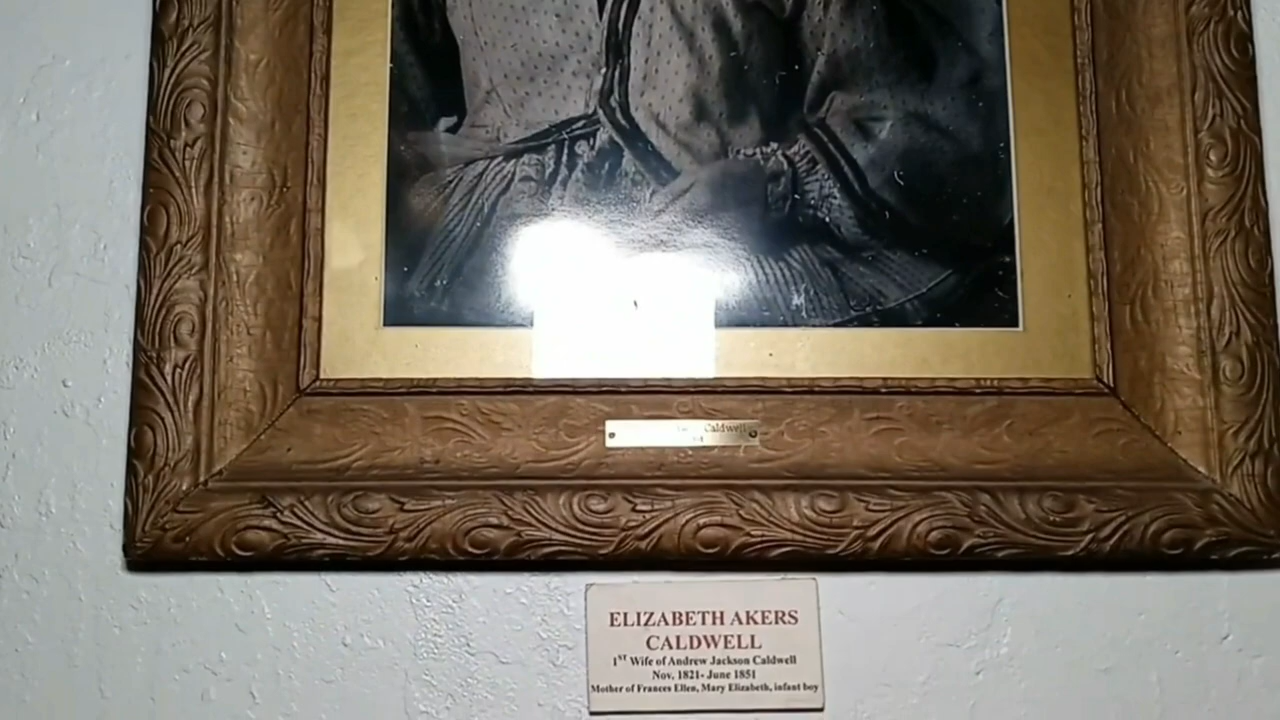 Caldwell
ELIZABETH AKERS
CALDWELL
1ST Wife of Andrew Jackson Caldwell
Nov. 1821- June 1851
Mother of Frances Ellen, Mary Elizabeth, infant boy